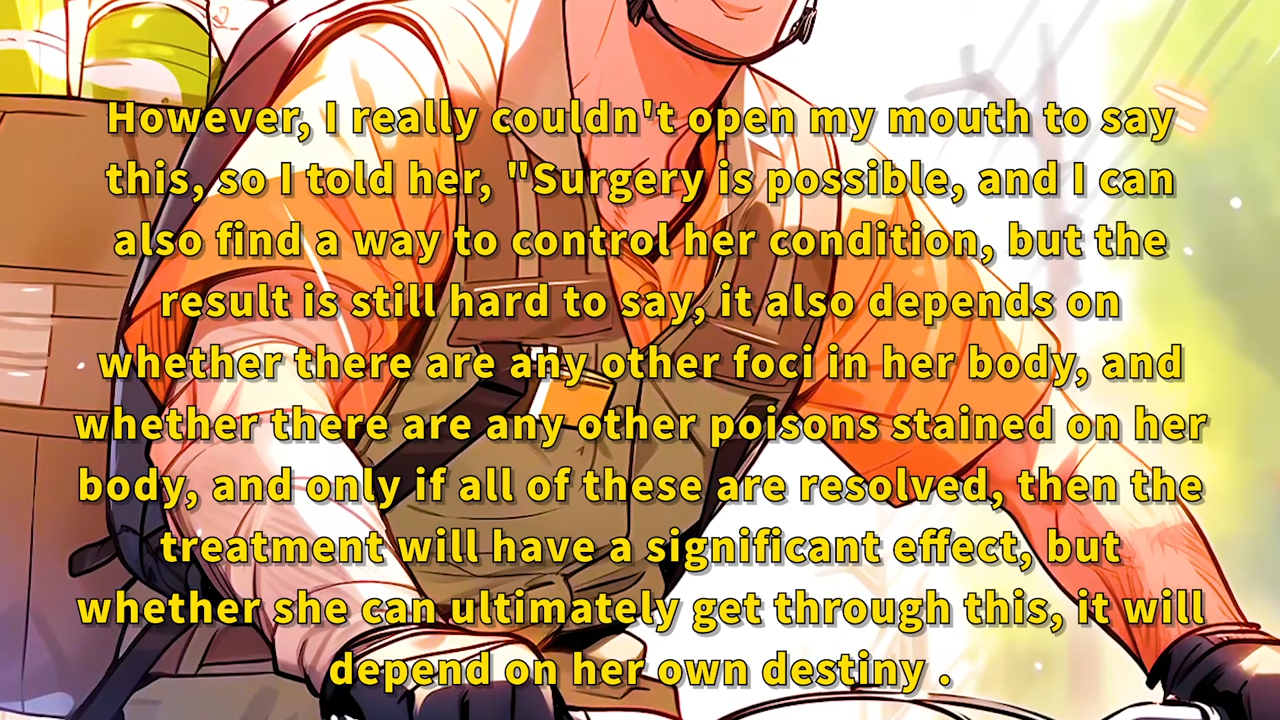 However, I really couldn't open my mouth to say
this, so I told her, "Surgery is possible, and I can
also find a way to control her condition, but the
result is still hard to say, it also depends on
whether there are any other foci in her body, and
whether there are any other poisons stained on her
body, and only if all of these are resolved, then the
treatment will have a significant effect, but
whether she can ultimately get through this, it will
depend on her own destiny .